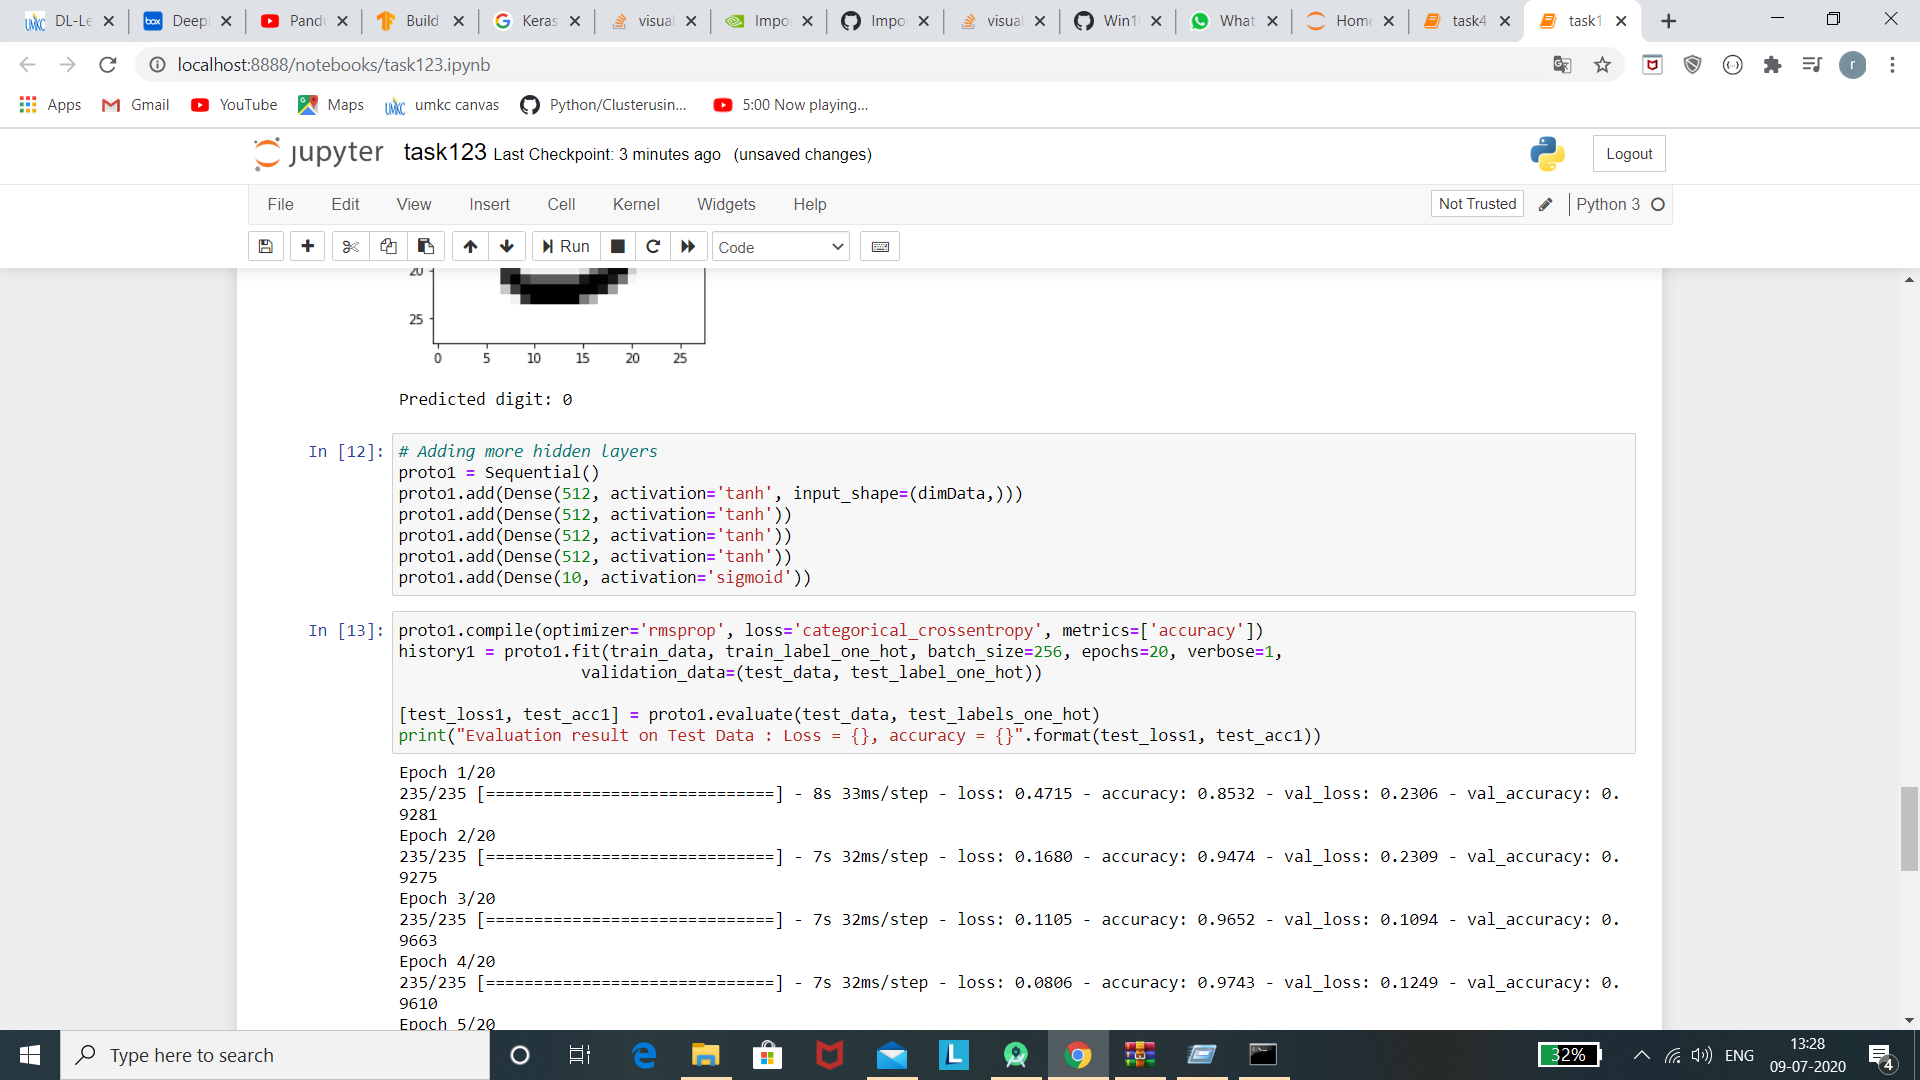 DL-Le
Deepl
Pandu
Build
Keras
visual
Impor
Impor
visual
Win1
What
Home
task4
task1
localhost:8888/notebooks/task123.ipynb
Apps
Gmail
YouTube
Maps
umkc canvas
Python/Clusterusin...
5:00 Now playing...
jupyter task123 Last Checkpoint: 3 minutes ago (unsaved changes)
Logout
File Edit View Insert Cell Kernel Widgets Help
Not Trusted
Python 3
Run
Code
20
25
0 5 10 15 20 25
Predicted digit: 0
In [12]: # Adding more hidden layers
proto1 = Sequential()
proto1.add(Dense(512, activation='tanh', input_shape=(dimData,)))
proto1.add(Dense(512, activation='tanh'))
proto1.add(Dense(512, activation='tanh'))
proto1.add(Dense(512, activation='tanh'))
proto1.add(Dense(10, activation='sigmoid'))
In [13]: proto1.compile(optimizer='rmsprop', loss='categorical_crossentropy', metrics=['accuracy'])
history1 = proto1.fit(train_data, train_label_one_hot, batch_size=256, epochs=20, verbose=1,
validation_data=(test_data, test_label_one_hot))
[test_loss1, test_acc1] = proto1.evaluate(test_data, test_labels_one_hot)
print("Evaluation result on Test Data : Loss = {}, accuracy = {}".format(test_loss1, test_acc1))
Epoch 1/20
235/235 [==============================] - 8s 33ms/step - loss: 0.4715 - accuracy: 0.8532 - val_loss: 0.2306 - val_accuracy: 0.
9281
Epoch 2/20
235/235 [==============================] - 7s 32ms/step - loss: 0.1680 - accuracy: 0.9474 - val_loss: 0.2309 - val_accuracy: 0.
9275
Epoch 3/20
235/235 [==============================] - 7s 32ms/step - loss: 0.1105 - accuracy: 0.9652 - val_loss: 0.1094 - val_accuracy: 0.
9663
Epoch 4/20
235/235 [==============================] - 7s 32ms/step - loss: 0.0806 - accuracy: 0.9743 - val_loss: 0.1249 - val_accuracy: 0.
9610
Epoch 5/20
Type here to search
32%
ENG
13:28
09-07-2020
4